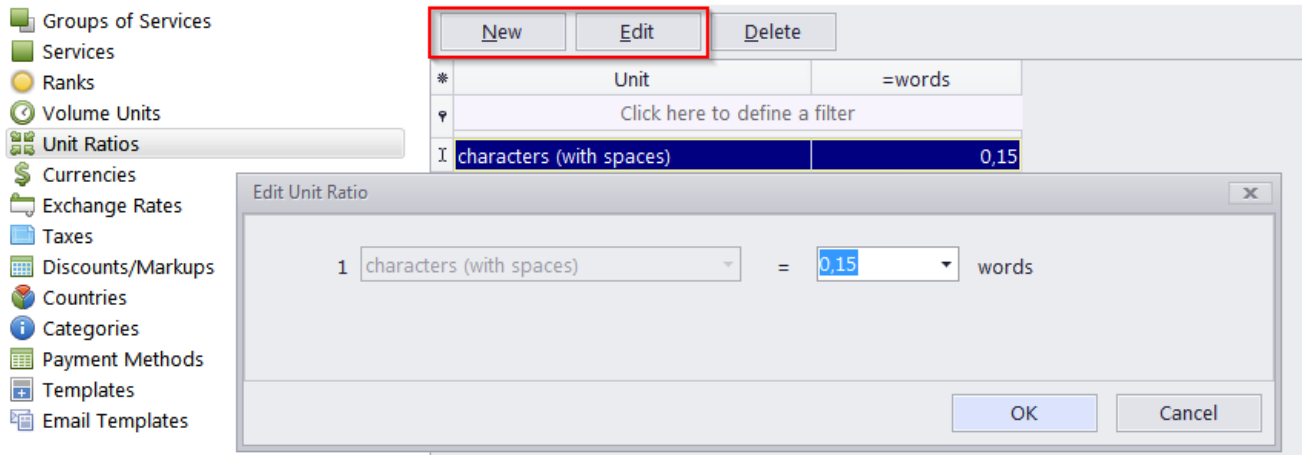 Groups of Services
Services
Ranks
Volume Units
Unit Ratios
Currencies
Exchange Rates
Taxes
Discounts/Markups
Countries
Categories
Payment Methods
Templates
Email Templates
New Edit Delete
Unit =words
Click here to define a filter
characters (with spaces) 0,15
Edit Unit Ratio
1 characters (with spaces) = 0,15 words
OK Cancel